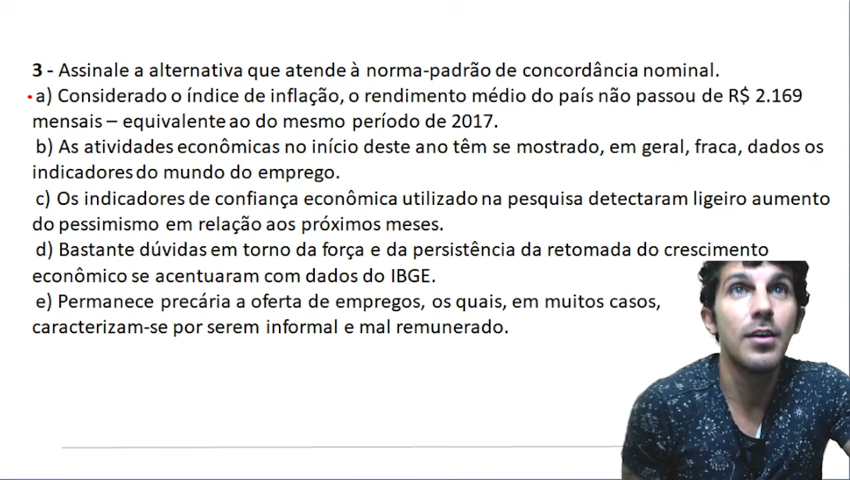 3 - Assinale a alternativa que atende à norma-padrão de concordância nominal.
a) Considerado o índice de inflação, o rendimento médio do país não passou de R$ 2.169
mensais – equivalente ao do mesmo período de 2017.
b) As atividades econômicas no início deste ano têm se mostrado, em geral, fraca, dados os
indicadores do mundo do emprego.
c) Os indicadores de confiança econômica utilizado na pesquisa detectaram ligeiro aumento
do pessimismo em relação aos próximos meses.
d) Bastante dúvidas em torno da força e da persistência da retomada do crescimento
econômico se acentuaram com dados do IBGE.
e) Permanece precária a oferta de empregos, os quais, em muitos casos,
caracterizam-se por serem informal e mal remunerado.